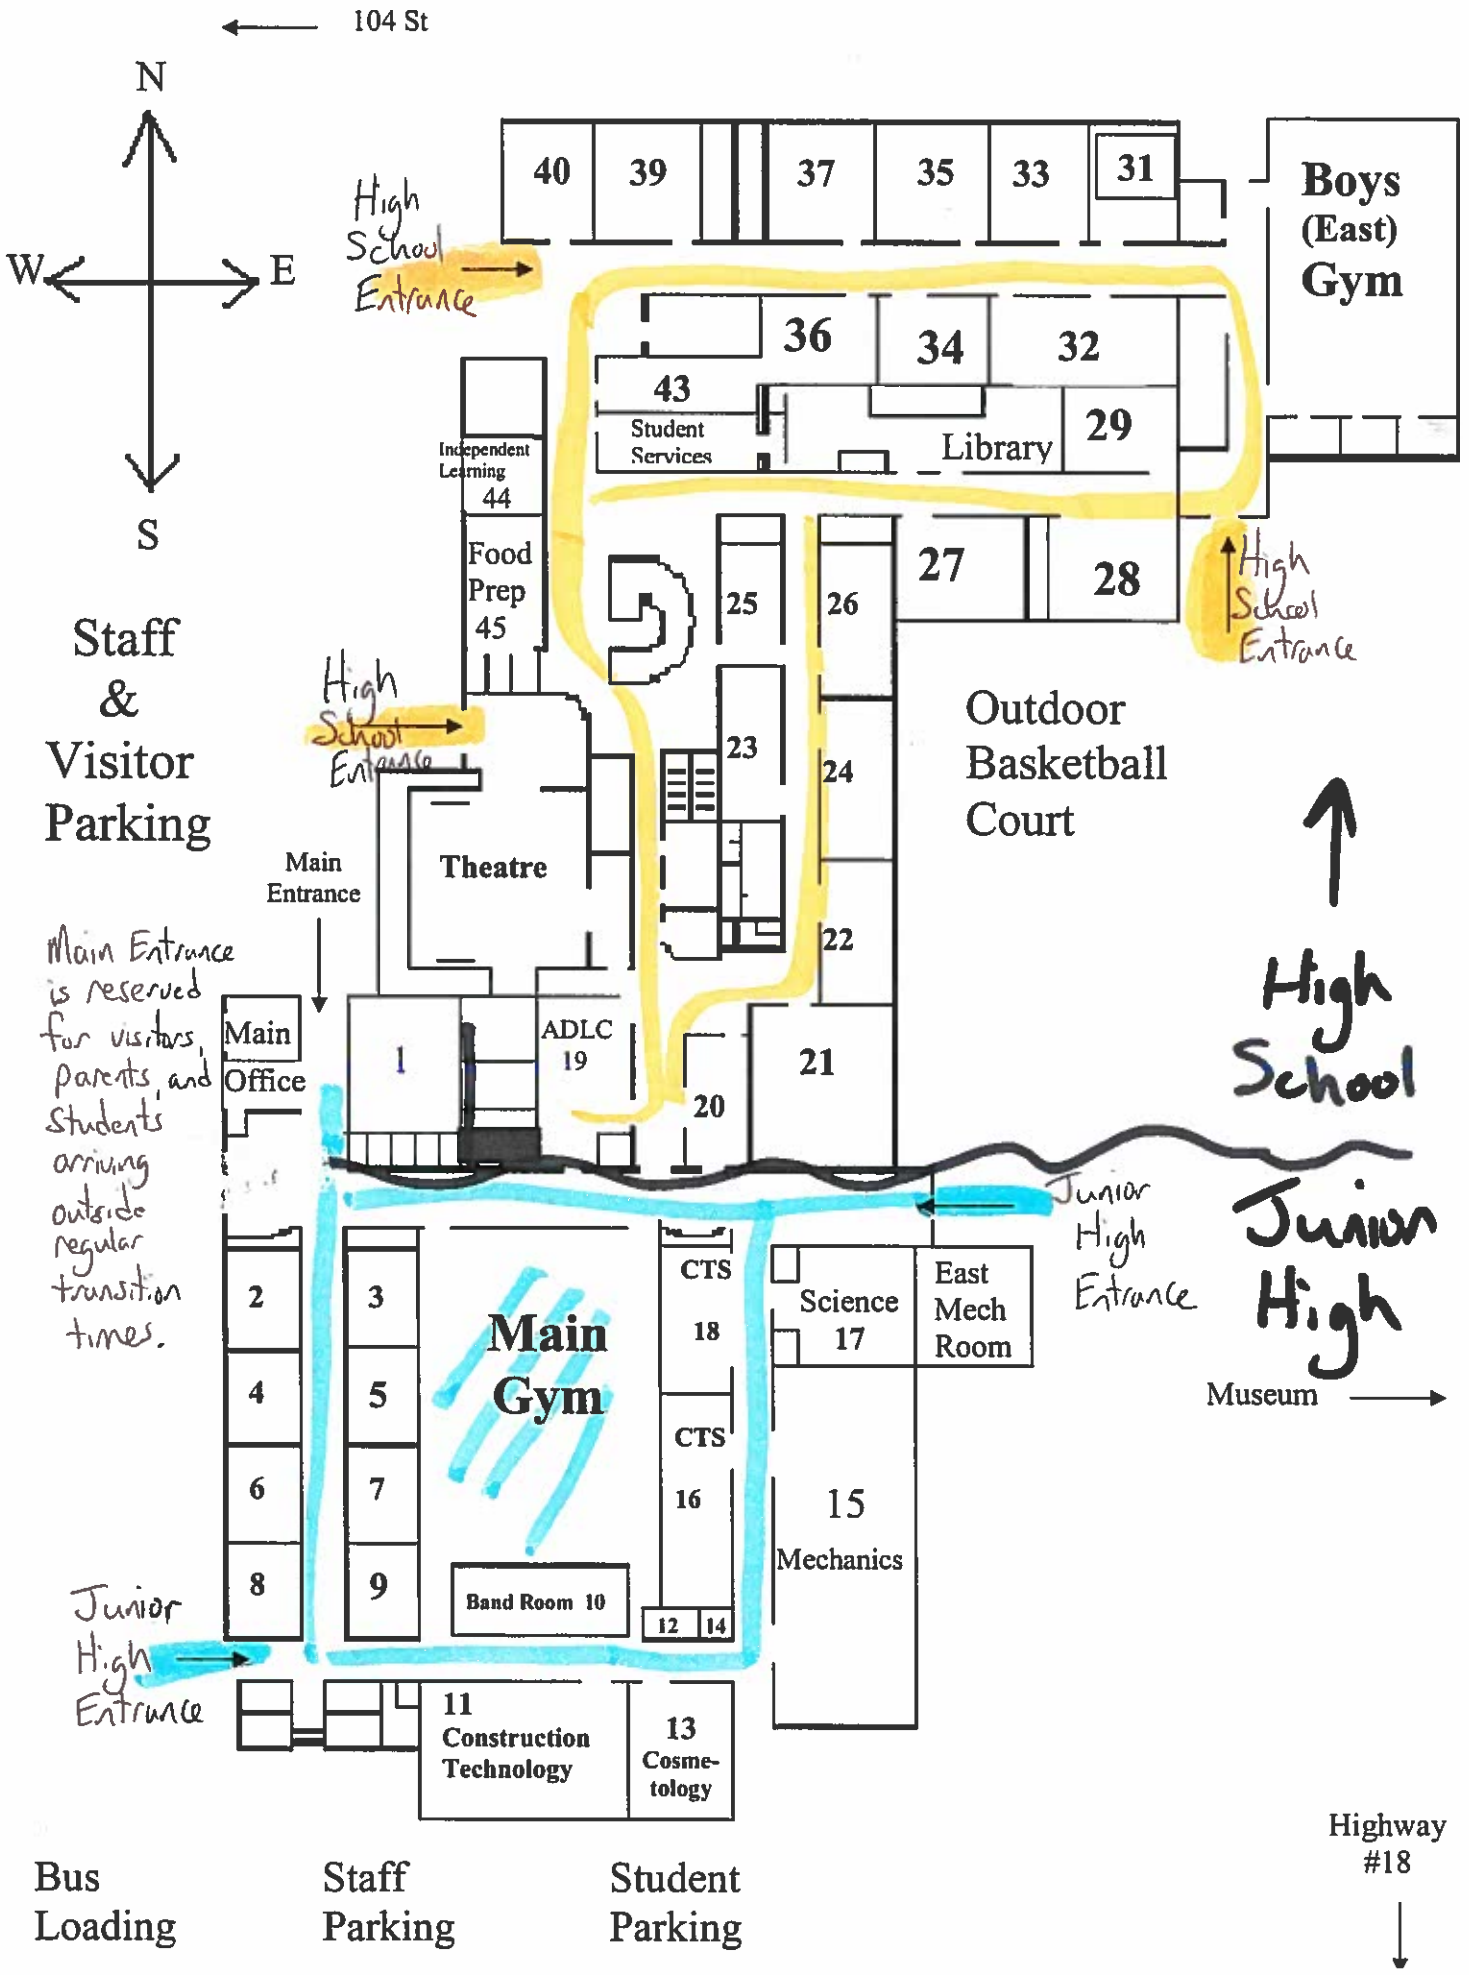 104 St
N
W
E
S
40
39
37
35
33
31
Boys
(East)
Gym
High
School
Entrance
36
34
32
43
Student
Services
Library
29
Independent
Learning
44
Food
Prep
45
25
26
27
28
High
School
Entrance
Staff
&
Visitor
Parking
High
School
Entance
23
24
Outdoor
Basketball
Court
Theatre
Main
Entrance
22
Main Entrance
is reserved
for visitors,
parents, and
students
arriving
outside
regular
transition
times.
Main
Office
1
ADLC
19
20
21
High
School
Junior
High
Junior
High
Entrance
2
3
4
5
6
7
8
9
Main
Gym
CTS
18
CTS
16
Science
17
East
Mech
Room
Museum
15
Mechanics
Band Room 10
12
14
Junior
High
Entrance
11
Construction
Technology
13
Cosme-
tology
Highway
#18
Bus
Loading
Staff
Parking
Student
Parking